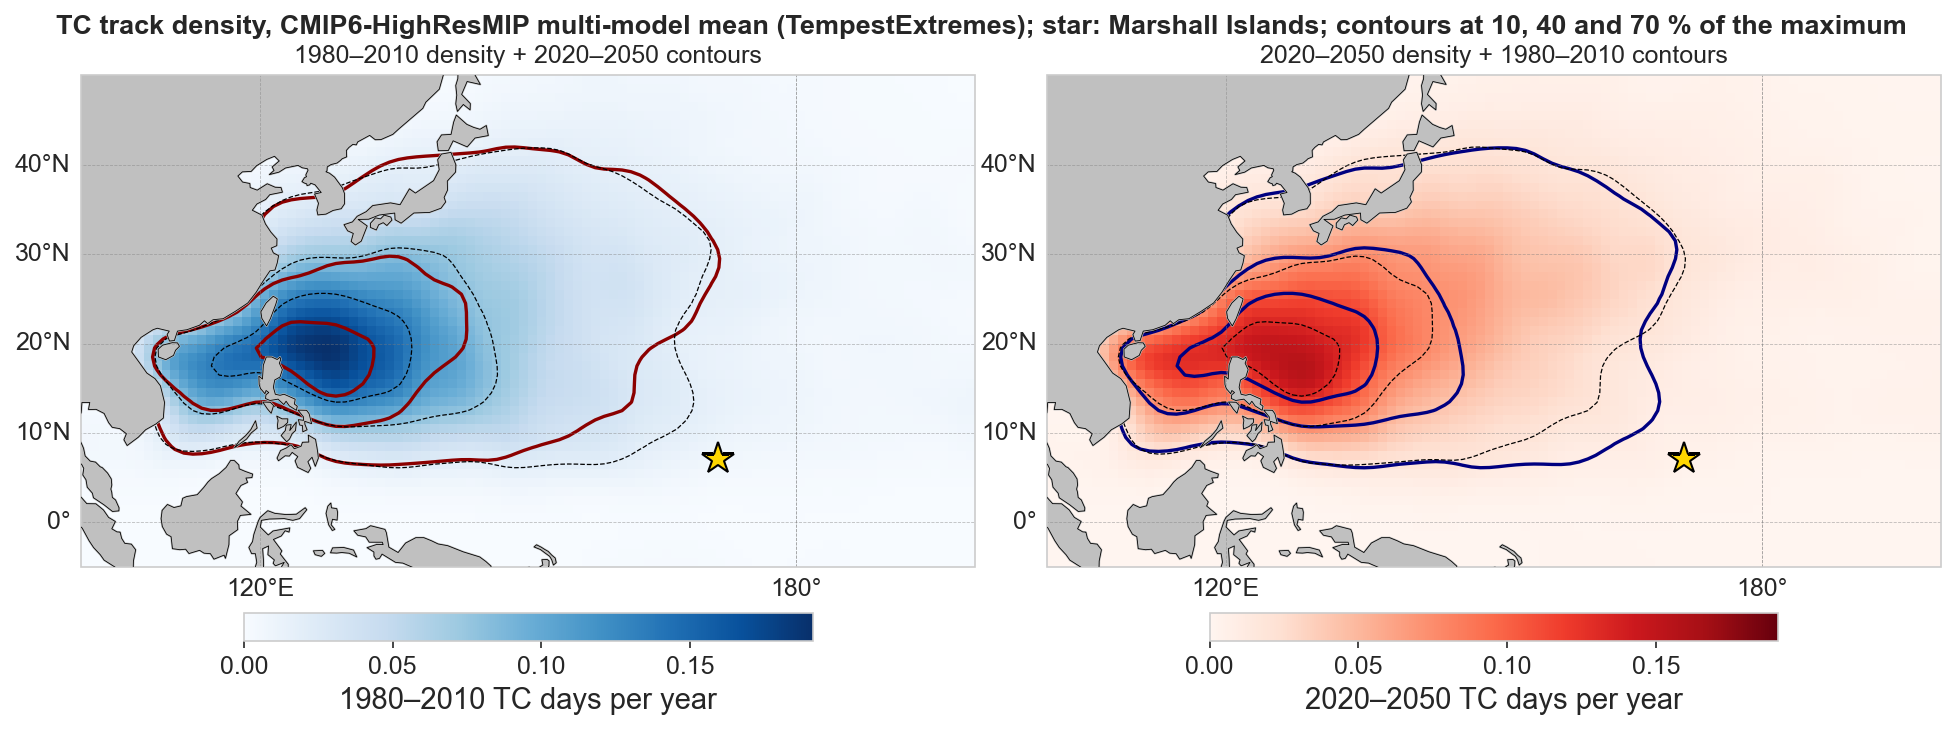 TC track density, CMIP6-HighResMIP multi-model mean (TempestExtremes); star: Marshall Islands; contours at 10, 40 and 70 % of the maximum
1980–2010 density + 2020–2050 contours
2020–2050 density + 1980–2010 contours
40°N
30°N
20°N
10°N
0°
120°E
180°
40°N
30°N
20°N
10°N
0°
120°E
180°
0.00 0.05 0.10 0.15
1980–2010 TC days per year
0.00 0.05 0.10 0.15
2020–2050 TC days per year